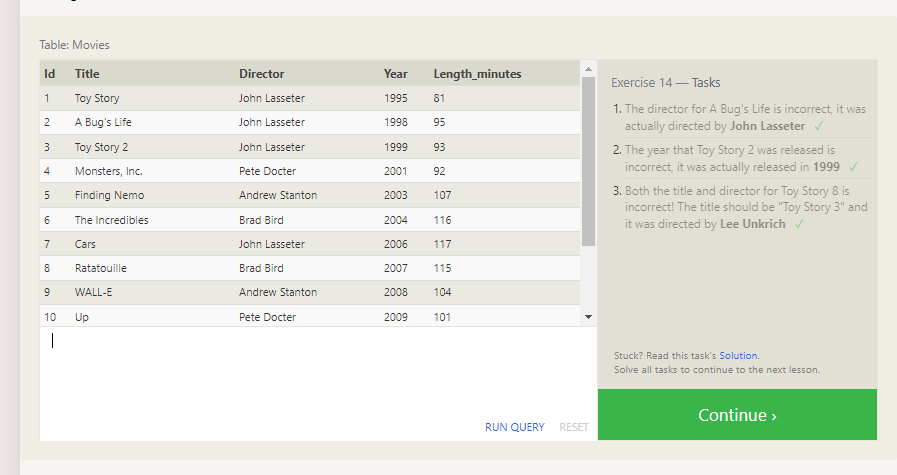 Table: Movies
Id Title Director Year Length_minutes
1 Toy Story John Lasseter 1995 81
2 A Bug's Life John Lasseter 1998 95
3 Toy Story 2 John Lasseter 1999 93
4 Monsters, Inc. Pete Docter 2001 92
5 Finding Nemo Andrew Stanton 2003 107
6 The Incredibles Brad Bird 2004 116
7 Cars John Lasseter 2006 117
8 Ratatouille Brad Bird 2007 115
9 WALL-E Andrew Stanton 2008 104
10 Up Pete Docter 2009 101
RUN QUERY RESET
Exercise 14 — Tasks
1. The director for A Bug's Life is incorrect, it was
actually directed by John Lasseter ✓
2. The year that Toy Story 2 was released is
incorrect, it was actually released in 1999 ✓
3. Both the title and director for Toy Story 8 is
incorrect! The title should be "Toy Story 3" and
it was directed by Lee Unkrich ✓
Stuck? Read this task's Solution.
Solve all tasks to continue to the next lesson.
Continue ›